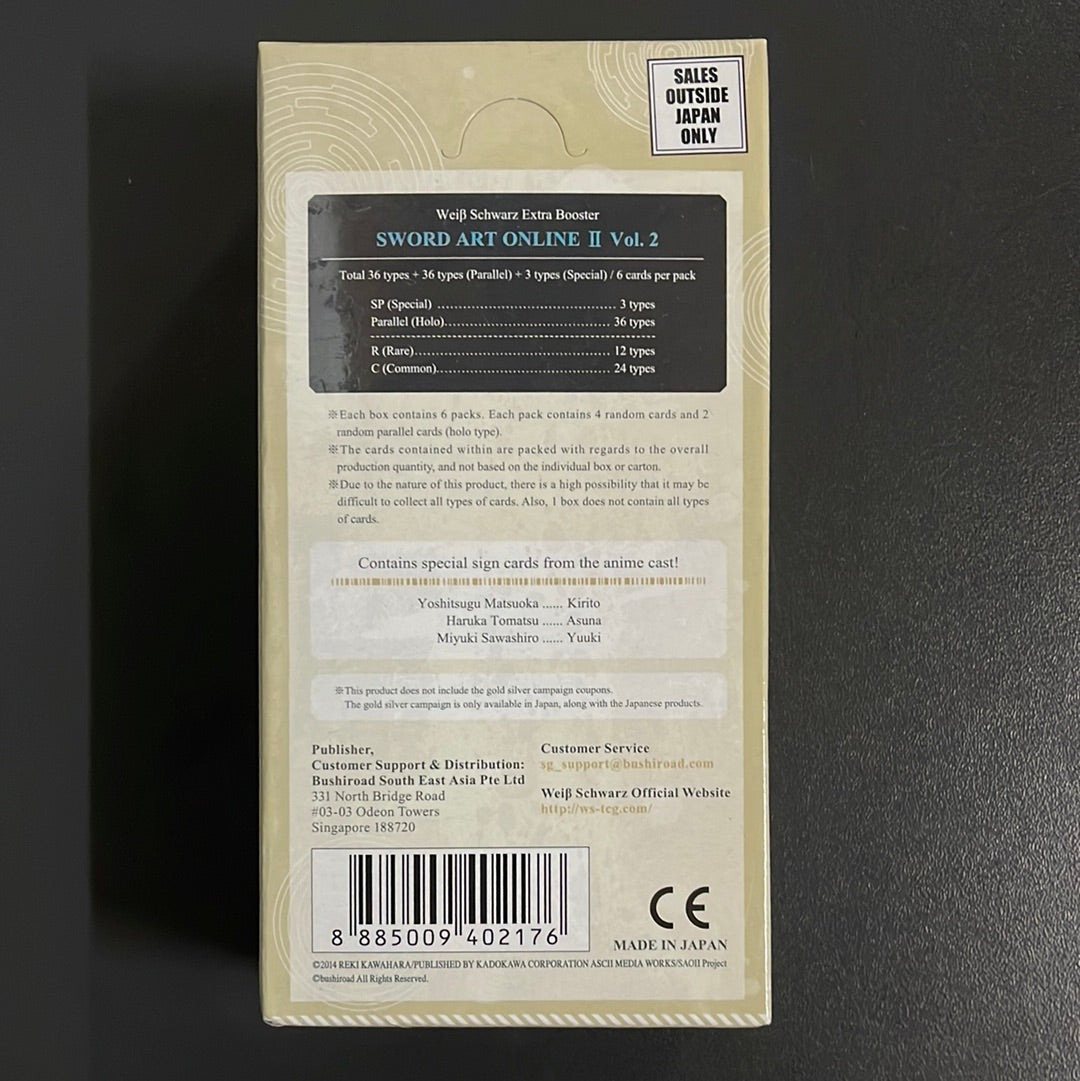 SALES
OUTSIDE
JAPAN
ONLY
Weiβ Schwarz Extra Booster
SWORD ART ONLINE Ⅱ Vol. 2
Total 36 types + 36 types (Parallel) + 3 types (Special) / 6 cards per pack
SP (Special) ........................................ 3 types
Parallel (Holo)..................................... 36 types
R (Rare)............................................ 12 types
C (Common)....................................... 24 types
※Each box contains 6 packs. Each pack contains 4 random cards and 2
random parallel cards (holo type).
※The cards contained within are packed with regards to the overall
production quantity, and not based on the individual box or carton.
※Due to the nature of this product, there is a high possibility that it may be
difficult to collect all types of cards. Also, 1 box does not contain all types
of cards.
Contains special sign cards from the anime cast!
Yoshitsugu Matsuoka ...... Kirito
Haruka Tomatsu ...... Asuna
Miyuki Sawashiro ...... Yuuki
※This product does not include the gold silver campaign coupons.
The gold silver campaign is only available in Japan, along with the Japanese products.
Publisher,
Customer Support & Distribution:
Bushiroad South East Asia Pte Ltd
331 North Bridge Road
#03-03 Odeon Towers
Singapore 188720
Customer Service
sg_support@bushiroad.com
Weiβ Schwarz Official Website
http://ws-tcg.com/
8 885009 402176
CE
MADE IN JAPAN
©2014 REKI KAWAHARA/PUBLISHED BY KADOKAWA CORPORATION ASCII MEDIA WORKS/SAOII Project
©bushiroad All Rights Reserved.